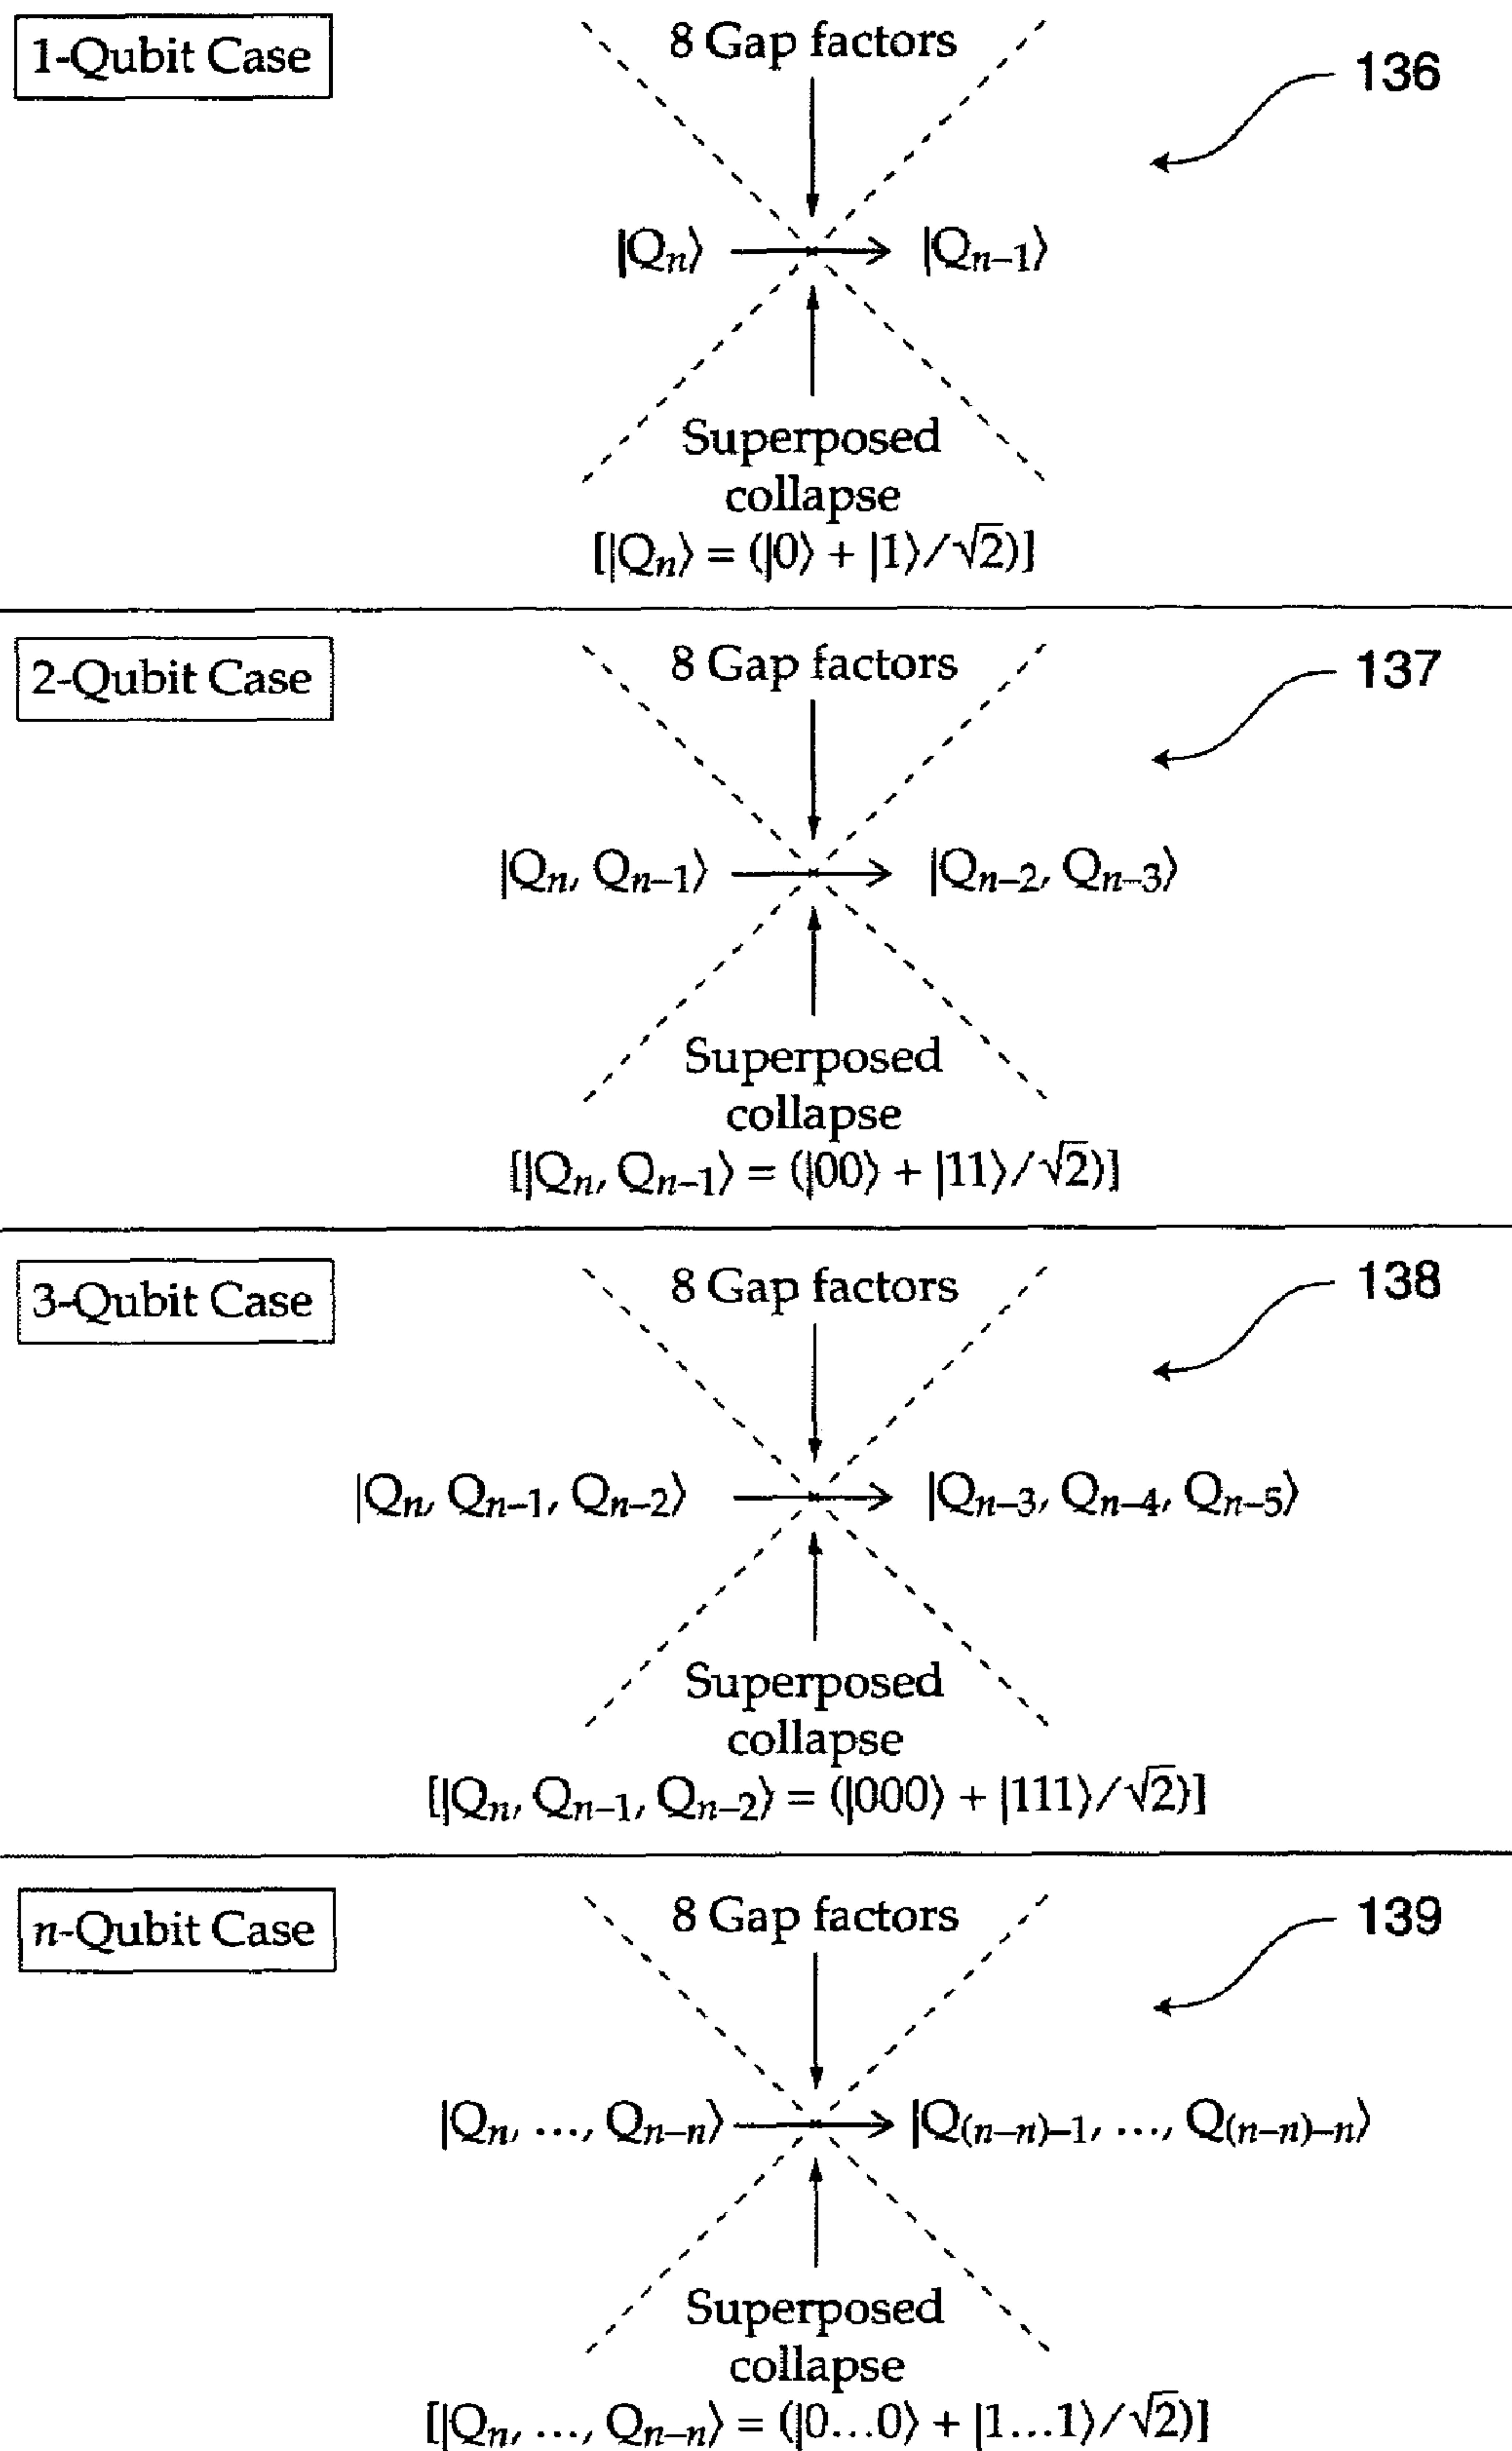 1-Qubit Case
8 Gap factors
136
|Qₙ⟩ |Qₙ₋₁⟩
Superposed
collapse
[|Qₙ⟩ = (|0⟩ + |1⟩/√2)]
2-Qubit Case
8 Gap factors
137
|Qₙ, Qₙ₋₁⟩ |Qₙ₋₂, Qₙ₋₃⟩
Superposed
collapse
[|Qₙ, Qₙ₋₁⟩ = (|00⟩ + |11⟩/√2)]
3-Qubit Case
8 Gap factors
138
|Qₙ, Qₙ₋₁, Qₙ₋₂⟩ |Qₙ₋₃, Qₙ₋₄, Qₙ₋₅⟩
Superposed
collapse
[|Qₙ, Qₙ₋₁, Qₙ₋₂⟩ = (|000⟩ + |111⟩/√2)]
n-Qubit Case
8 Gap factors
139
|Qₙ, ..., Qₙ₋ₙ⟩ |Q₍ₙ₋ₙ₎₋₁, ..., Q₍ₙ₋ₙ₎₋ₙ⟩
Superposed
collapse
[|Qₙ, ..., Qₙ₋ₙ⟩ = (|0...0⟩ + |1...1⟩/√2)]